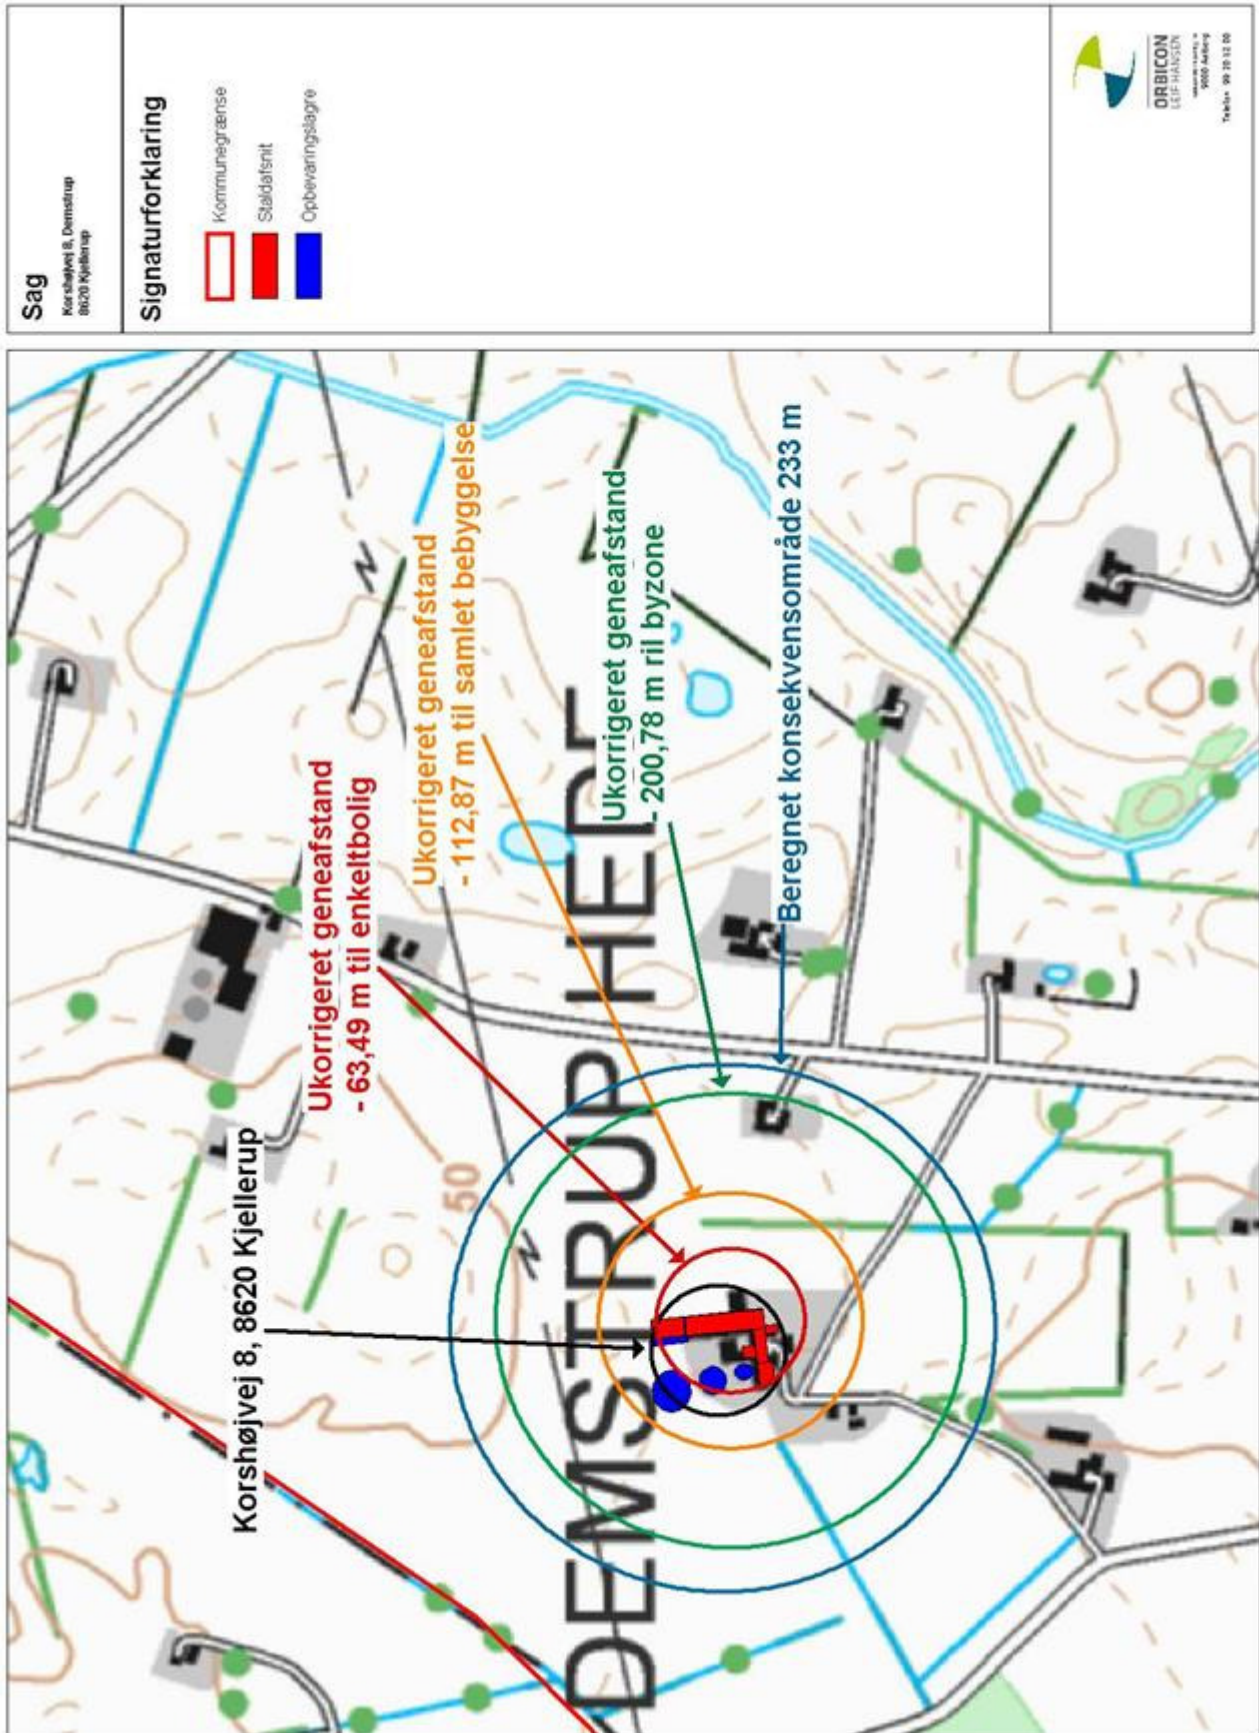 Sag
Korshøjvej 8, Demstrup
8620 Kjellerup
Signaturforklaring
Kommunegrænse
Staldafsnit
Opbevaringslagre
ORBICON
LEIF HANSEN
9000 Aalborg
Korshøjvej 8, 8620 Kjellerup
Ukorrigeret geneafstand
- 63,49 m til enkeltbolig
Ukorrigeret geneafstand
- 112,87 m til samlet bebyggelse
Ukorrigeret geneafstand
- 200,78 m ril byzone
Beregnet konsekvensområde 233 m
DEMSTRUP HEDE
50